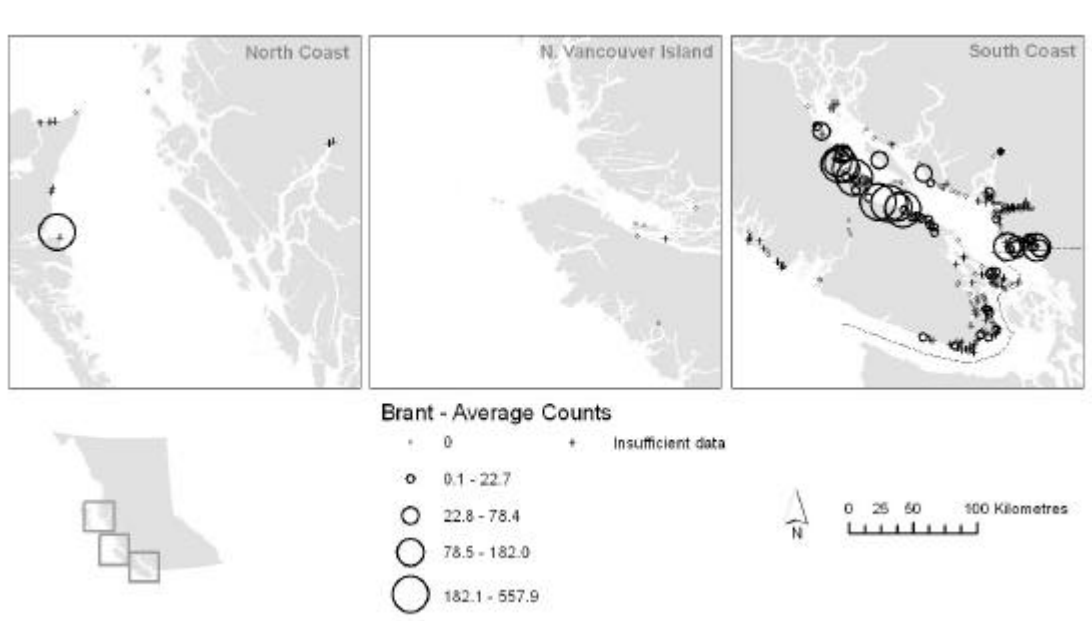 North Coast
N. Vancouver Island
South Coast
Brant - Average Counts
0
Insufficient data
0.1 - 22.7
22.8 - 78.4
78.5 - 182.0
182.1 - 557.9
N
0 25 50 100 Kilometres